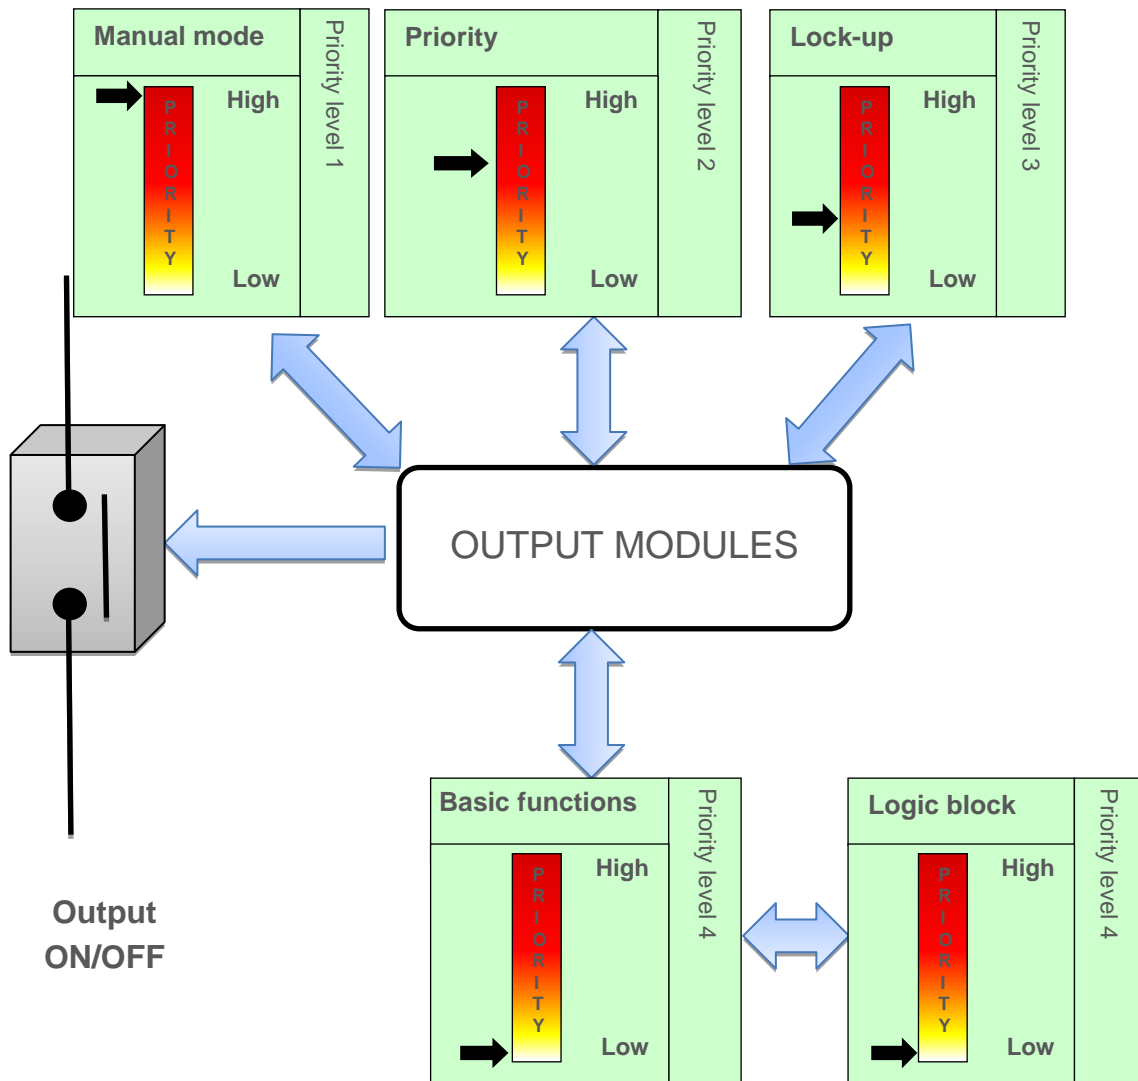 Manual mode
Priority level 1
PRIORITY
High
Low
Priority
Priority level 2
PRIORITY
High
Low
Lock-up
Priority level 3
PRIORITY
High
Low
OUTPUT MODULES
Output
ON/OFF
Basic functions
Priority level 4
PRIORITY
High
Low
Logic block
Priority level 4
PRIORITY
High
Low